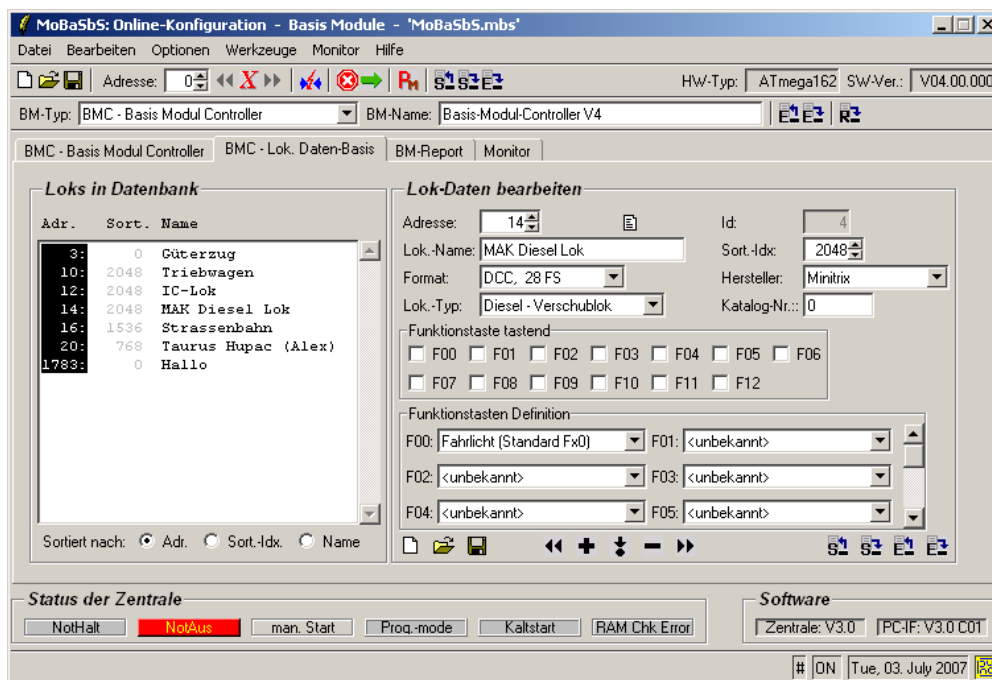 MoBaSbS: Online-Konfiguration - Basis Module - 'MoBaSbS.mbs'
Datei Bearbeiten Optionen Werkzeuge Monitor Hilfe
Adresse: 0 X RM S S E HW-Typ: ATmega162 SW-Ver.: V04.00.000
BM-Typ: BMC - Basis Modul Controller BM-Name: Basis-Modul-Controller V4 E E R
BMC - Basis Modul Controller BMC - Lok. Daten-Basis BM-Report Monitor
Loks in Datenbank
Adr. Sort. Name
3: 0 Güterzug
10: 2048 Triebwagen
12: 2048 IC-Lok
14: 2048 MAK Diesel Lok
16: 1536 Strassenbahn
20: 768 Taurus Hupac (Alex)
1783: 0 Hallo
Sortiert nach: Adr. Sort.-Idx. Name
Lok-Daten bearbeiten
Adresse: 14 Id: 4
Lok.-Name: MAK Diesel Lok Sort.-Idx: 2048
Format: DCC, 28 FS Hersteller: Minitrix
Lok.-Typ: Diesel - Verschublok Katalog-Nr.:: 0
Funktionstaste tastend
F00 F01 F02 F03 F04 F05 F06
F07 F08 F09 F10 F11 F12
Funktionstasten Definition
F00: Fahrlicht (Standard Fx0) F01: <unbekannt>
F02: <unbekannt> F03: <unbekannt>
F04: <unbekannt> F05: <unbekannt>
S S E E
Status der Zentrale
NotHalt NotAus man. Start Prog.-mode Kaltstart RAM Chk Error
Software
Zentrale: V3.0 PC-IF: V3.0 C01
# ON Tue, 03. July 2007